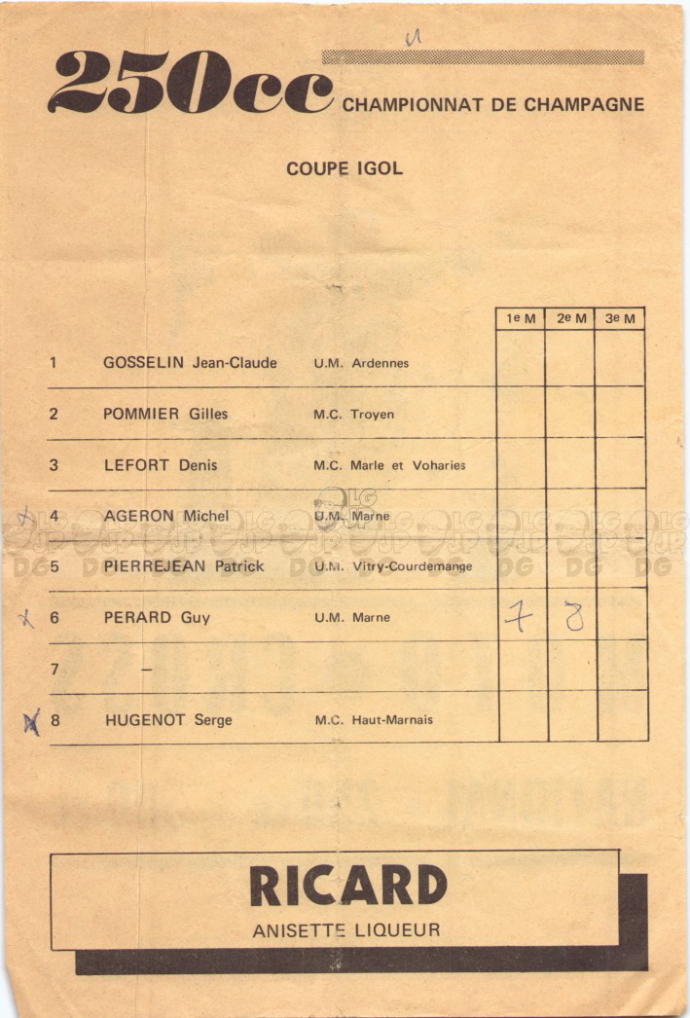 250cc CHAMPIONNAT DE CHAMPAGNE
COUPE IGOL
1e M 2e M 3e M
1 GOSSELIN Jean-Claude U.M. Ardennes
2 POMMIER Gilles M.C. Troyen
3 LEFORT Denis M.C. Marle et Voharies
x 4 AGERON Michel U.M. Marne
5 PIERREJEAN Patrick U.M. Vitry-Courdemange
x 6 PERARD Guy U.M. Marne 7 8
7 –
x 8 HUGENOT Serge M.C. Haut-Marnais
RICARD
ANISETTE LIQUEUR